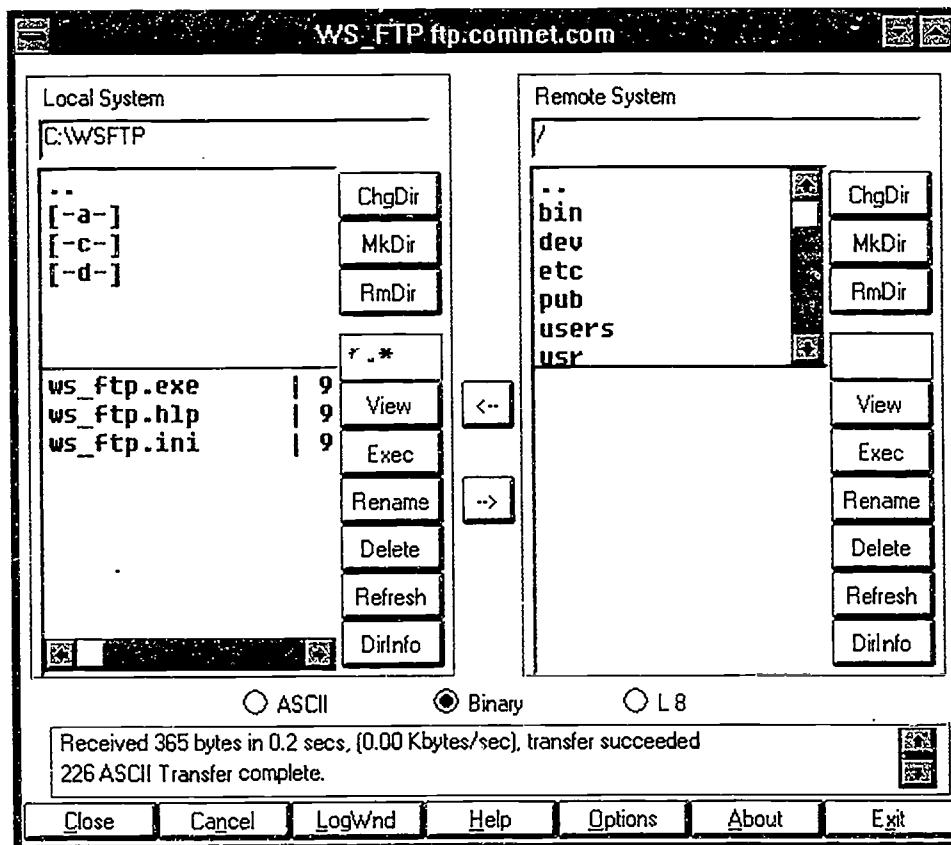 WS_FTP ftp.comnet.com
Local System
C:\WSFTP
..
[-a-]
[-c-]
[-d-]
ChgDir
MkDir
RmDir
ws_ftp.exe | 9
ws_ftp.hlp | 9
ws_ftp.ini | 9
View
Exec
Rename
Delete
Refresh
DirInfo
<--
-->
Remote System
/
..
bin
dev
etc
pub
users
usr
ChgDir
MkDir
RmDir
View
Exec
Rename
Delete
Refresh
DirInfo
ASCII Binary L 8
Received 365 bytes in 0.2 secs, (0.00 Kbytes/sec), transfer succeeded
226 ASCII Transfer complete.
Close Cancel LogWnd Help Options About Exit